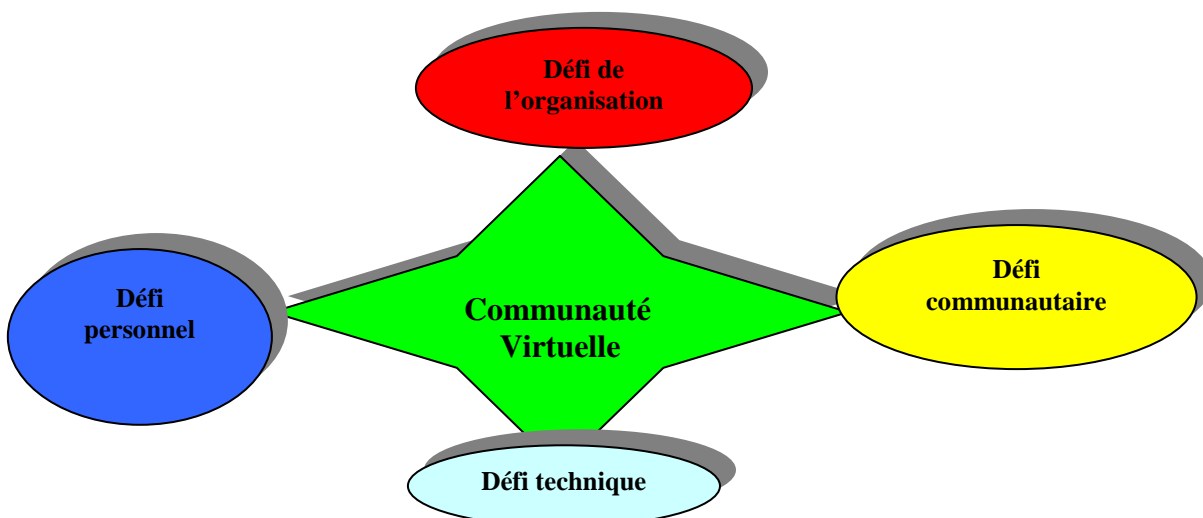 Défi de
l’organisation
Défi
personnel
Communauté
Virtuelle
Défi
communautaire
Défi technique